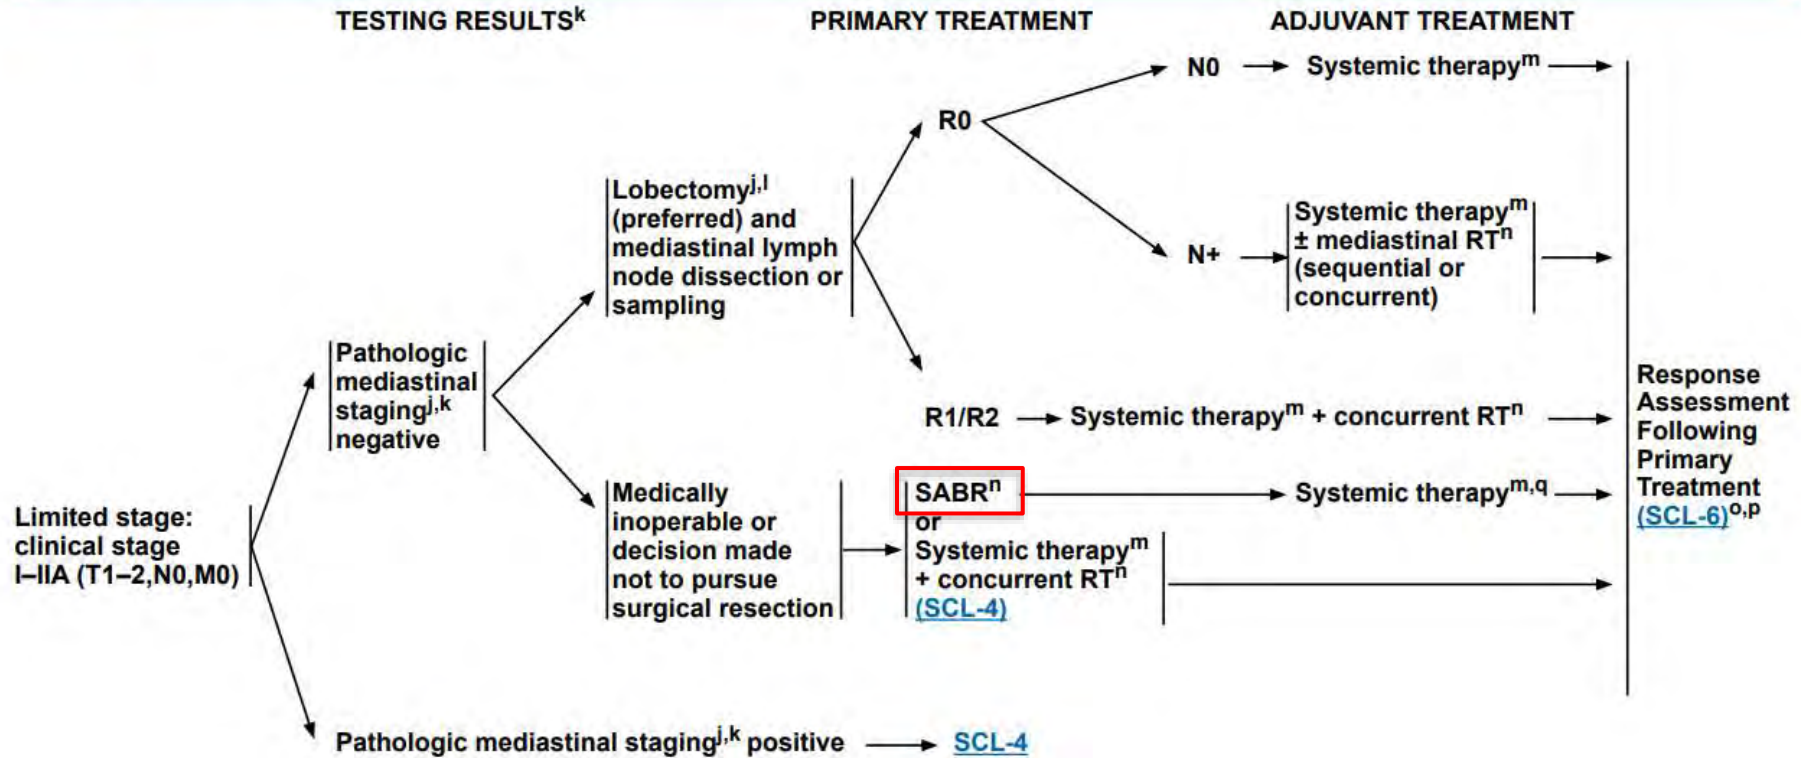 TESTING RESULTSᵏ
PRIMARY TREATMENT
ADJUVANT TREATMENT
N0
Systemic therapyᵐ
R0
Lobectomyʲ,ˡ
(preferred) and
mediastinal lymph
node dissection or
sampling
N+
Systemic therapyᵐ
± mediastinal RTⁿ
(sequential or
concurrent)
Pathologic
mediastinal
stagingʲ,ᵏ
negative
R1/R2
Systemic therapyᵐ + concurrent RTⁿ
Medically
inoperable or
decision made
not to pursue
surgical resection
SABRⁿ
or
Systemic therapyᵐ
+ concurrent RTⁿ
(SCL-4)
Systemic therapyᵐ,q
Response
Assessment
Following
Primary
Treatment
(SCL-6)ᵒ,ᵖ
Limited stage:
clinical stage
I–IIA (T1–2,N0,M0)
Pathologic mediastinal stagingʲ,ᵏ positive
SCL-4